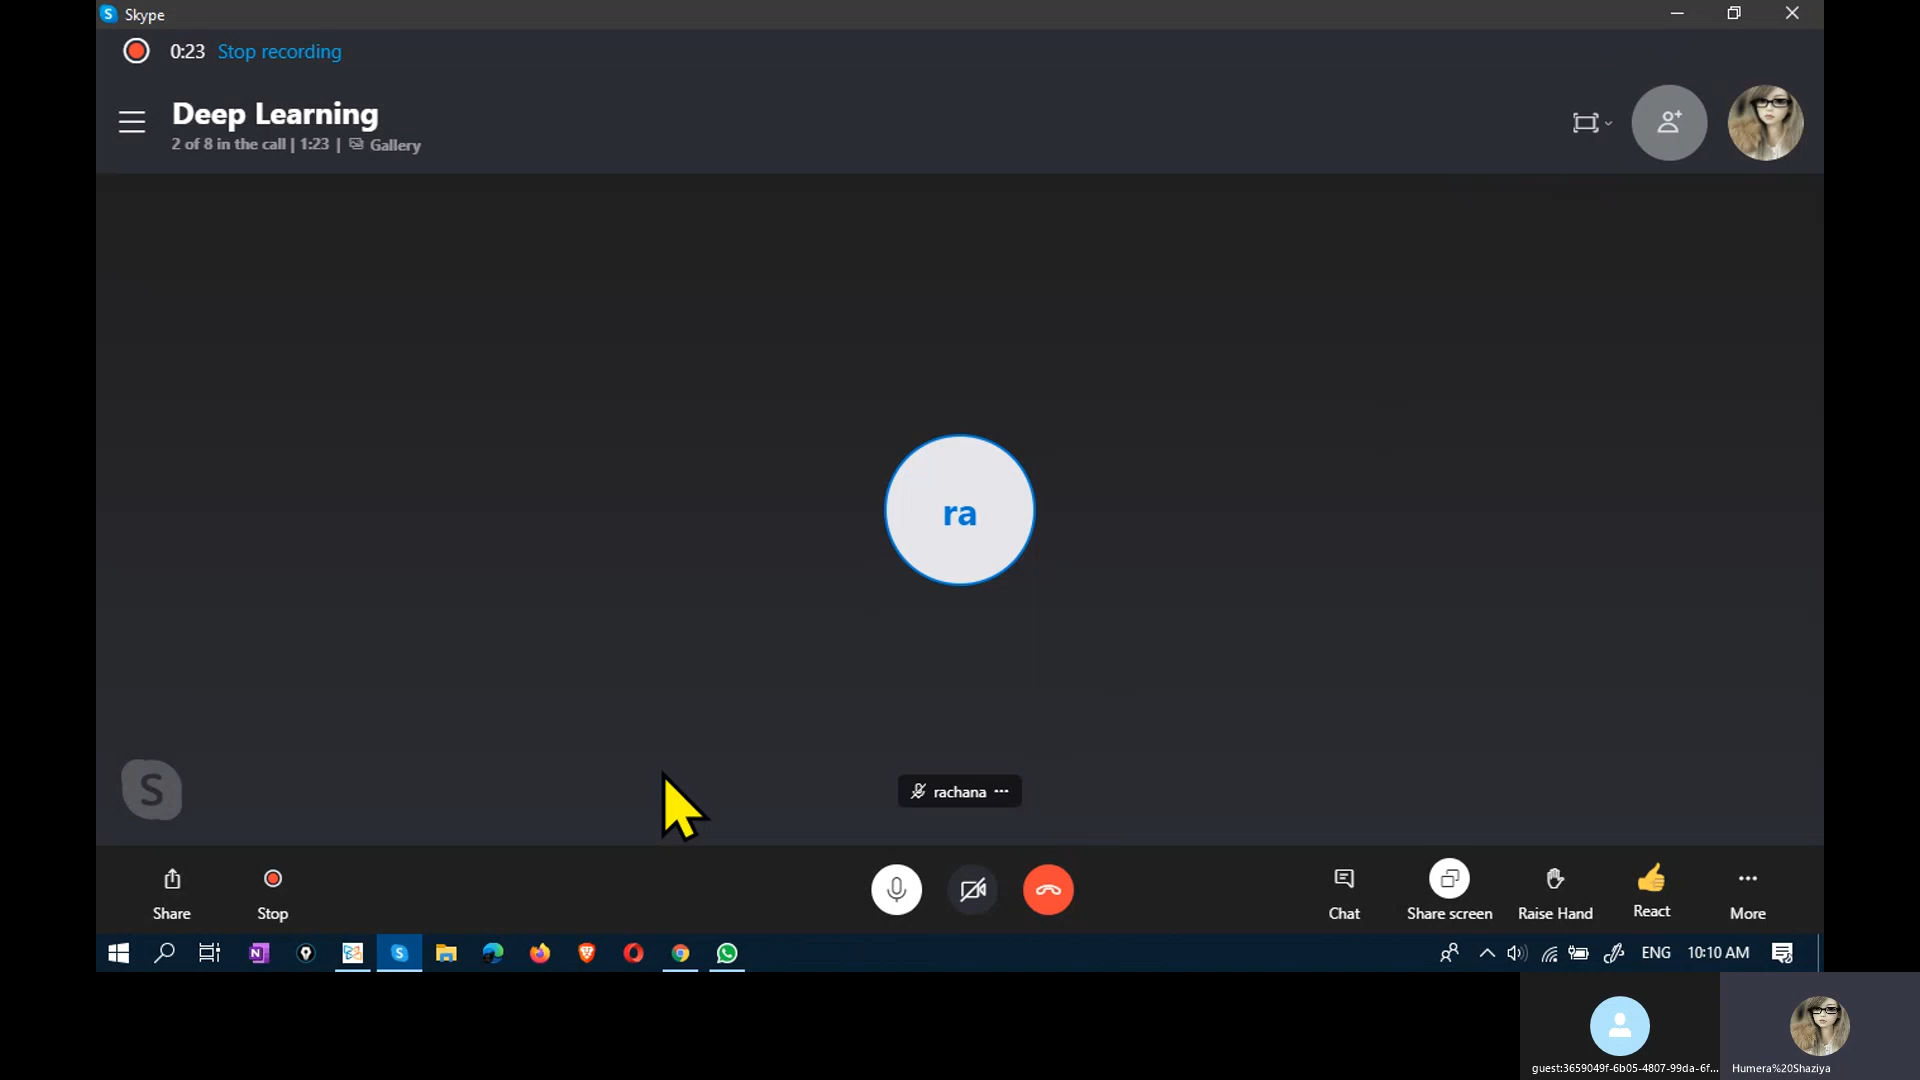 Skype
0:23 Stop recording
Deep Learning
2 of 8 in the call | 1:23 | Gallery
ra
rachana ...
Share
Stop
Chat
Share screen
Raise Hand
React
More
ENG 10:10 AM
guest:3659049f-6b05-4807-99da-6f...
Humera%20Shaziya